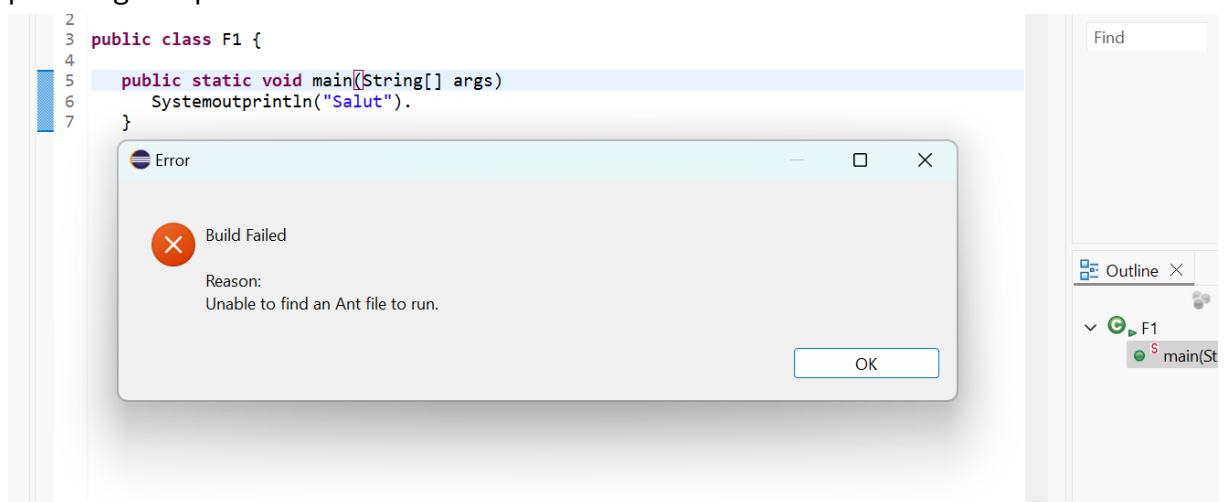 2
3 public class F1 {
4
5 public static void main(String[] args)
6 Systemoutprintln("Salut").
7 }
Error
Build Failed
Reason:
Unable to find an Ant file to run.
OK
Find
Outline
F1
S main(St